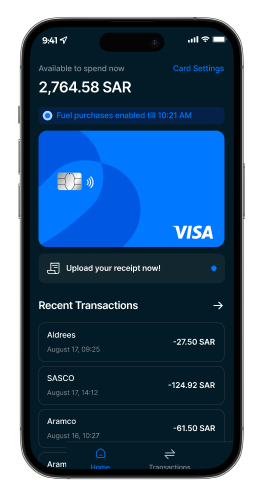 9:41
Available to spend now
Card Settings
2,764.58 SAR
Fuel purchases enabled till 10:21 AM
VISA
Upload your receipt now!
Recent Transactions
Aldrees
August 17, 09:25
-27.50 SAR
SASCO
August 17, 14:12
-124.92 SAR
Aramco
August 16, 10:27
-61.50 SAR
Aram
Home
Transactions